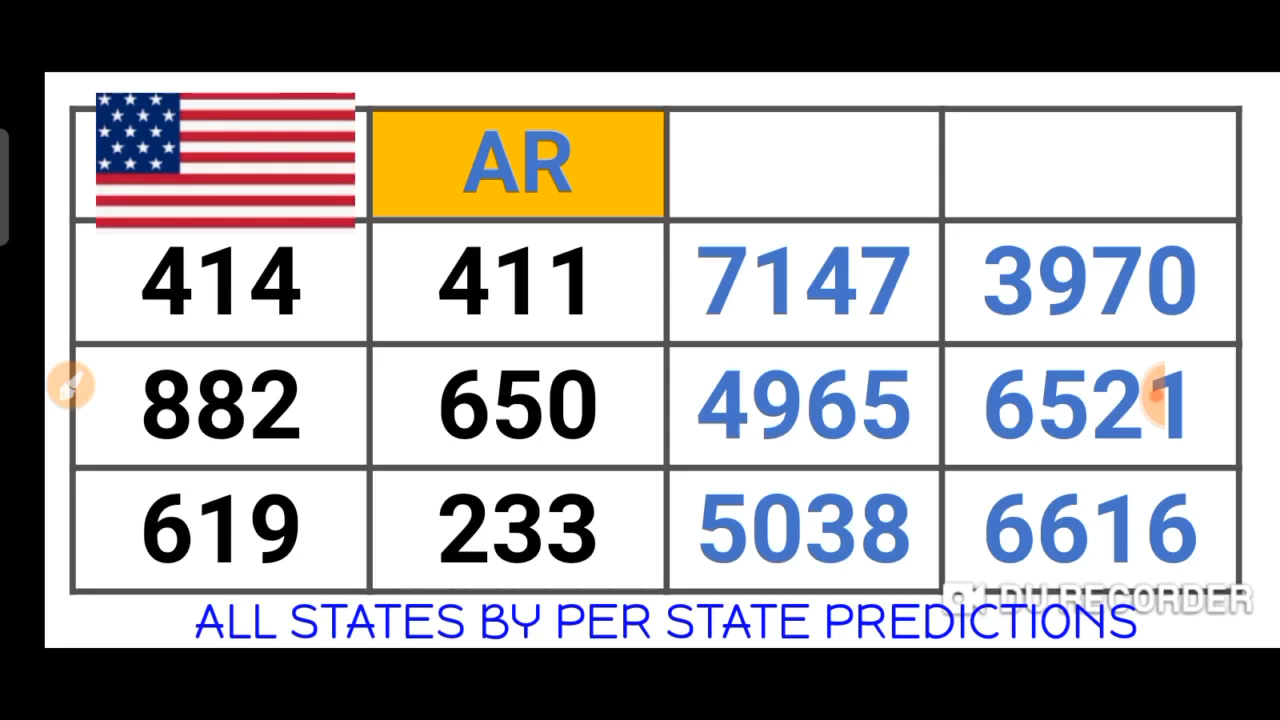 AR
414 411 7147 3970
882 650 4965 6521
619 233 5038 6616
DU RECORDER
ALL STATES BY PER STATE PREDICTIONS